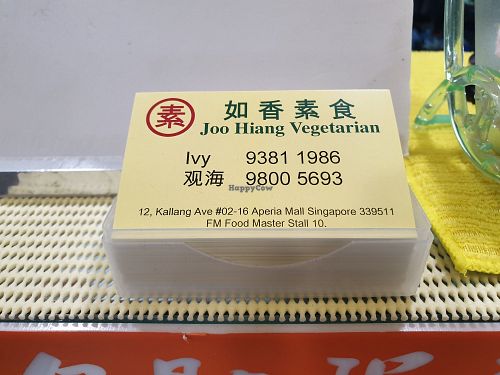 素
如香素食
Joo Hiang Vegetarian
Ivy 9381 1986
观海 9800 5693
HappyCow
12, Kallang Ave #02-16 Aperia Mall Singapore 339511
FM Food Master Stall 10.